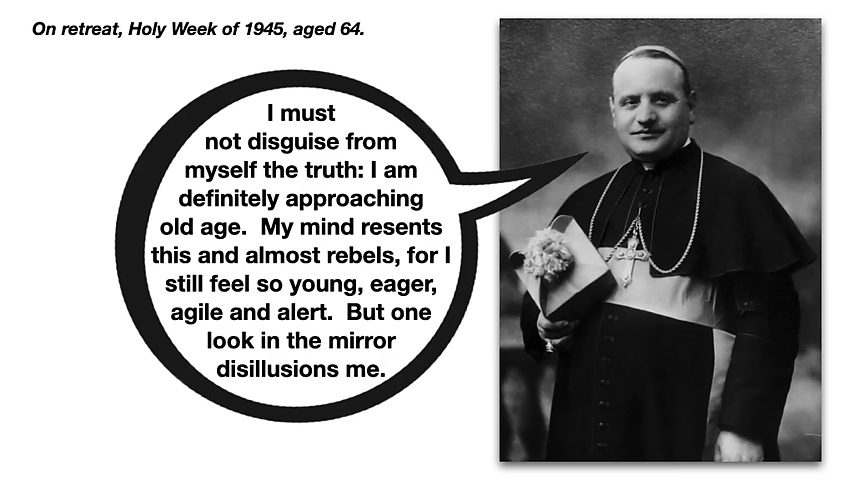 On retreat, Holy Week of 1945, aged 64.
I must
not disguise from
myself the truth: I am
definitely approaching
old age.  My mind resents
this and almost rebels, for I
still feel so young, eager,
agile and alert.  But one
look in the mirror
disillusions me.